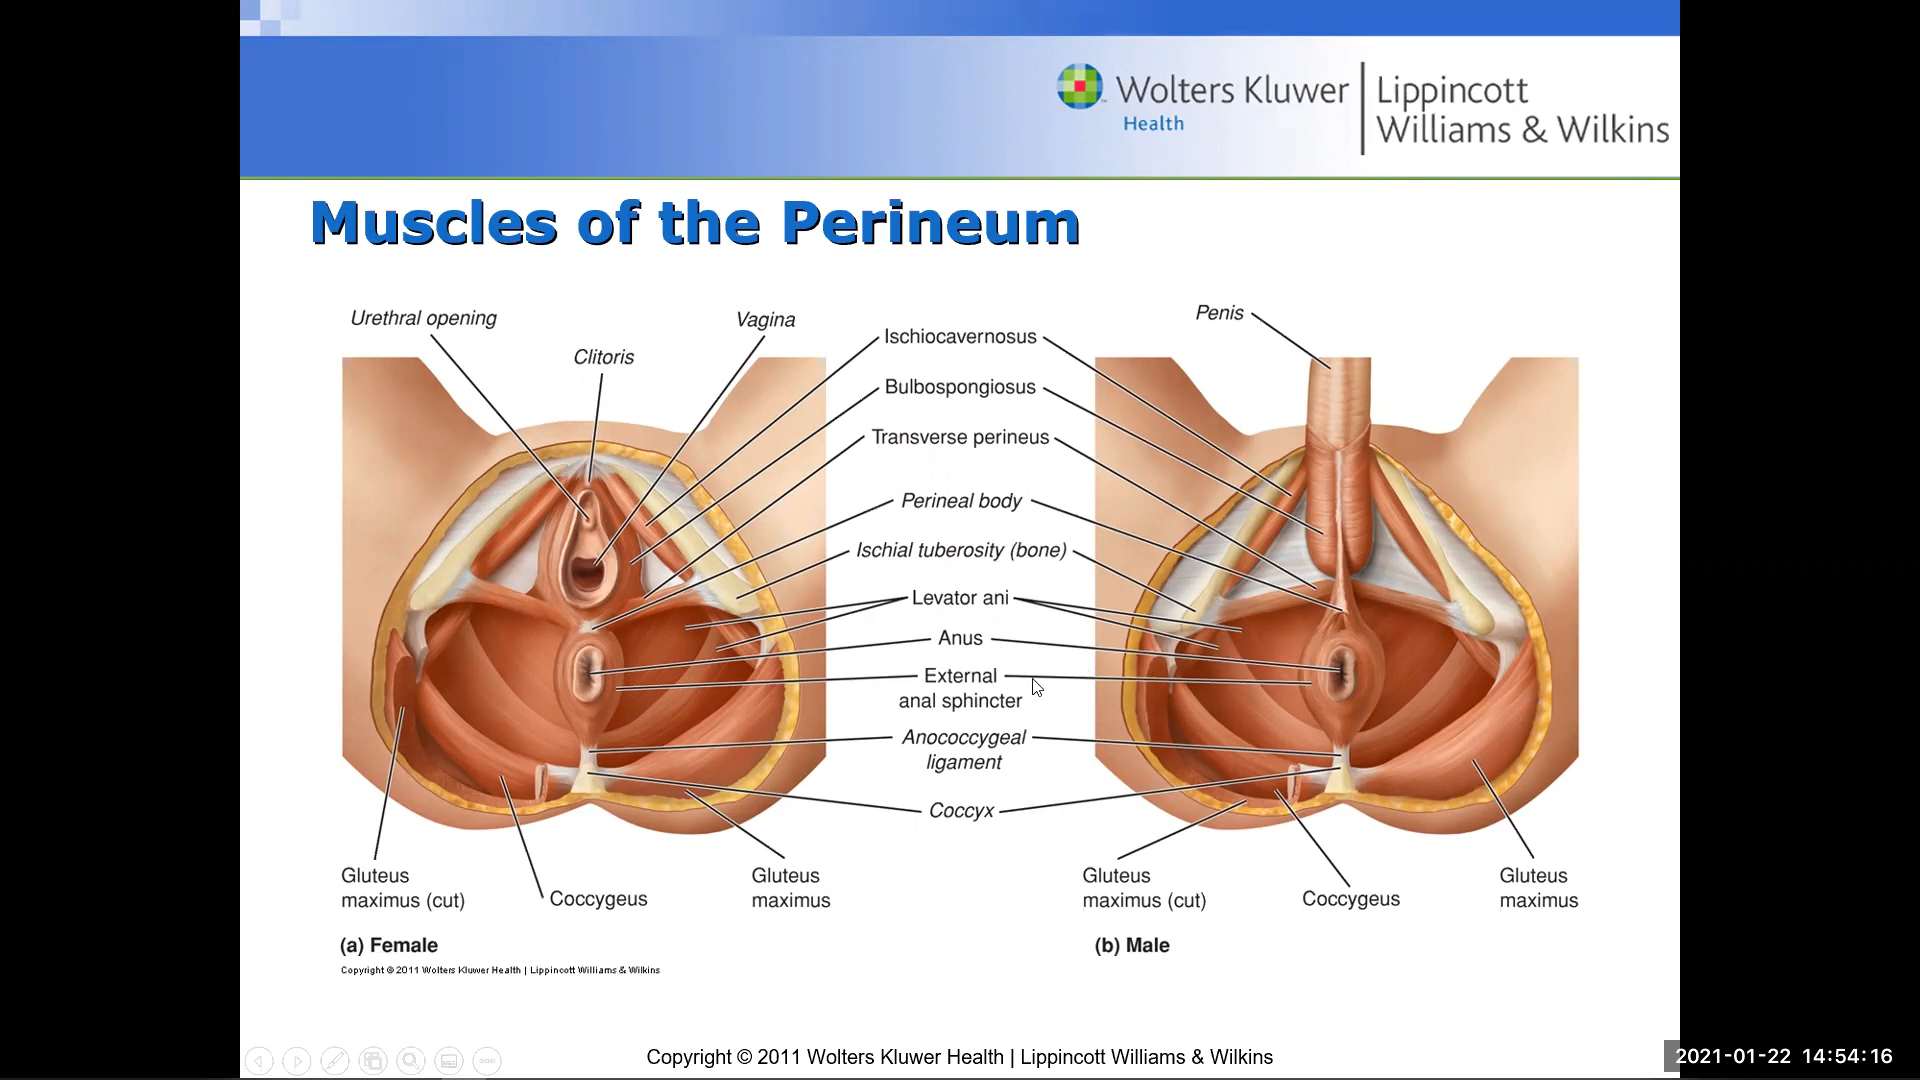 Wolters Kluwer
Health
Lippincott
Williams & Wilkins
Muscles of the Perineum
Urethral opening
Clitoris
Vagina
Ischiocavernosus
Bulbospongiosus
Transverse perineus
Perineal body
Ischial tuberosity (bone)
Levator ani
Anus
External
anal sphincter
Anococcygeal
ligament
Coccyx
Penis
Gluteus
maximus (cut)
Coccygeus
Gluteus
maximus
Gluteus
maximus (cut)
Coccygeus
Gluteus
maximus
(a) Female
(b) Male
Copyright © 2011 Wolters Kluwer Health | Lippincott Williams & Wilkins
Copyright © 2011 Wolters Kluwer Health | Lippincott Williams & Wilkins
2021-01-22 14:54:16